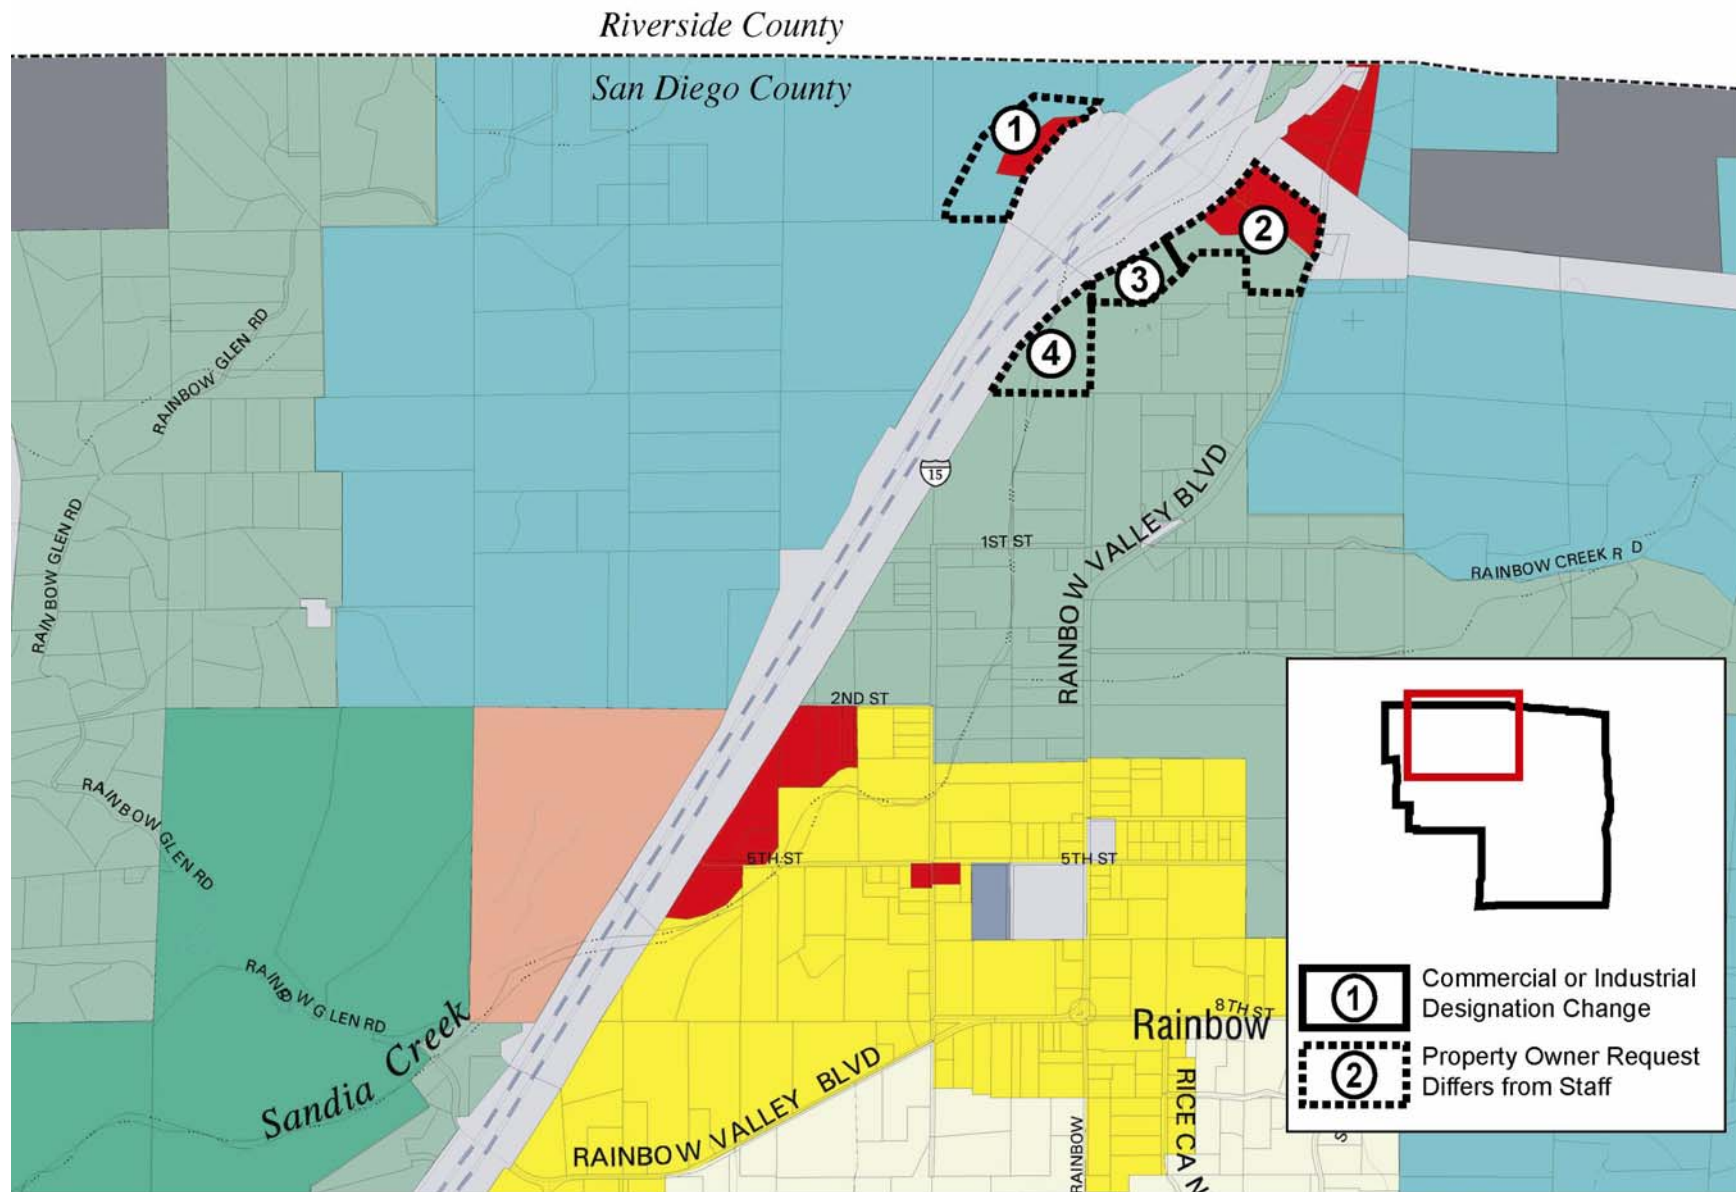 Riverside County
San Diego County
1
2
3
4
RAINBOW GLEN RD
15
RAINBOW VALLEY BLVD
RAINBOW GLEN RD
1ST ST
RAINBOW CREEK R D
2ND ST
RAINBOW GLEN RD
5TH ST
5TH ST
RAINBOW GLEN RD
Sandia Creek
8TH ST
Rainbow
RAINBOW VALLEY BLVD
RAINBOW
RICE CAN
1
Commercial or Industrial
Designation Change
2
Property Owner Request
Differs from Staff